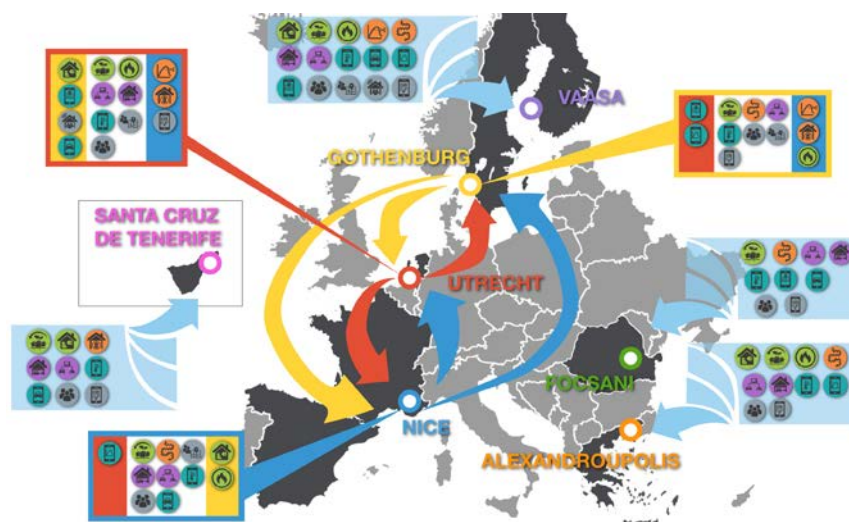 VAASA
GOTHENBURG
SANTA CRUZ
DE TENERIFE
UTRECHT
FOCSANI
NICE
ALEXANDROUPOLIS